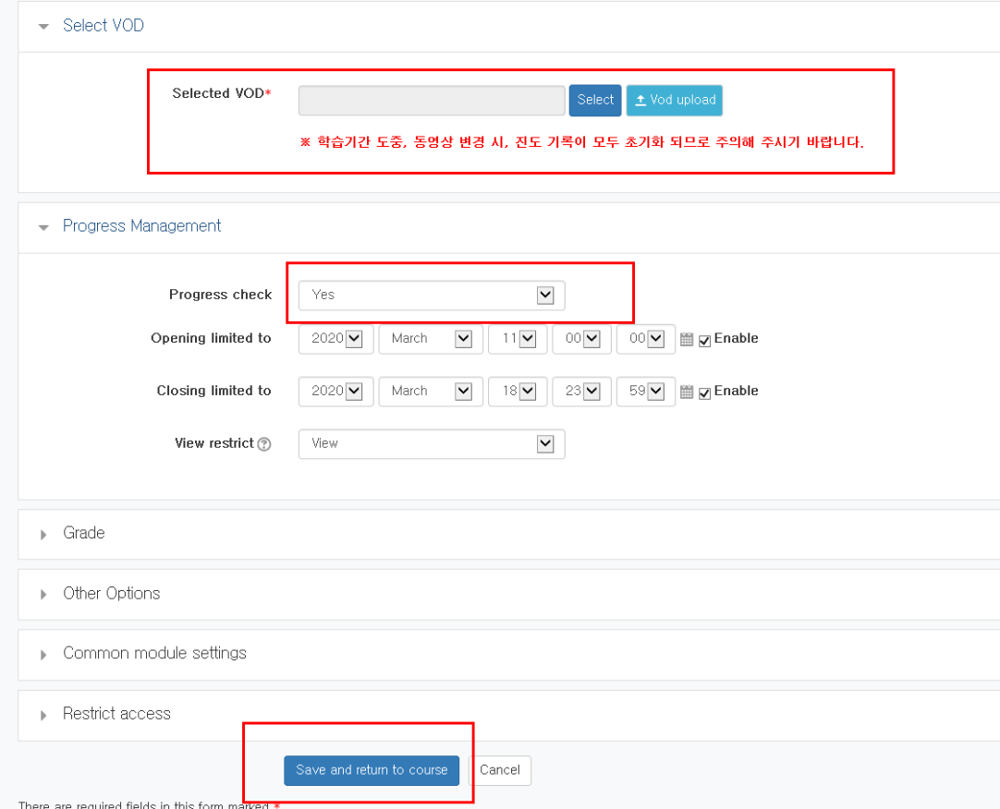 Select VOD
Selected VOD* Select Vod upload
※ 학습기간 도중, 동영상 변경 시, 진도 기록이 모두 초기화 되므로 주의해 주시기 바랍니다.
Progress Management
Progress check Yes
Opening limited to 2020 March 11 00 00 Enable
Closing limited to 2020 March 18 23 59 Enable
View restrict ? View
Grade
Other Options
Common module settings
Restrict access
Save and return to course Cancel
There are required fields in this form marked *